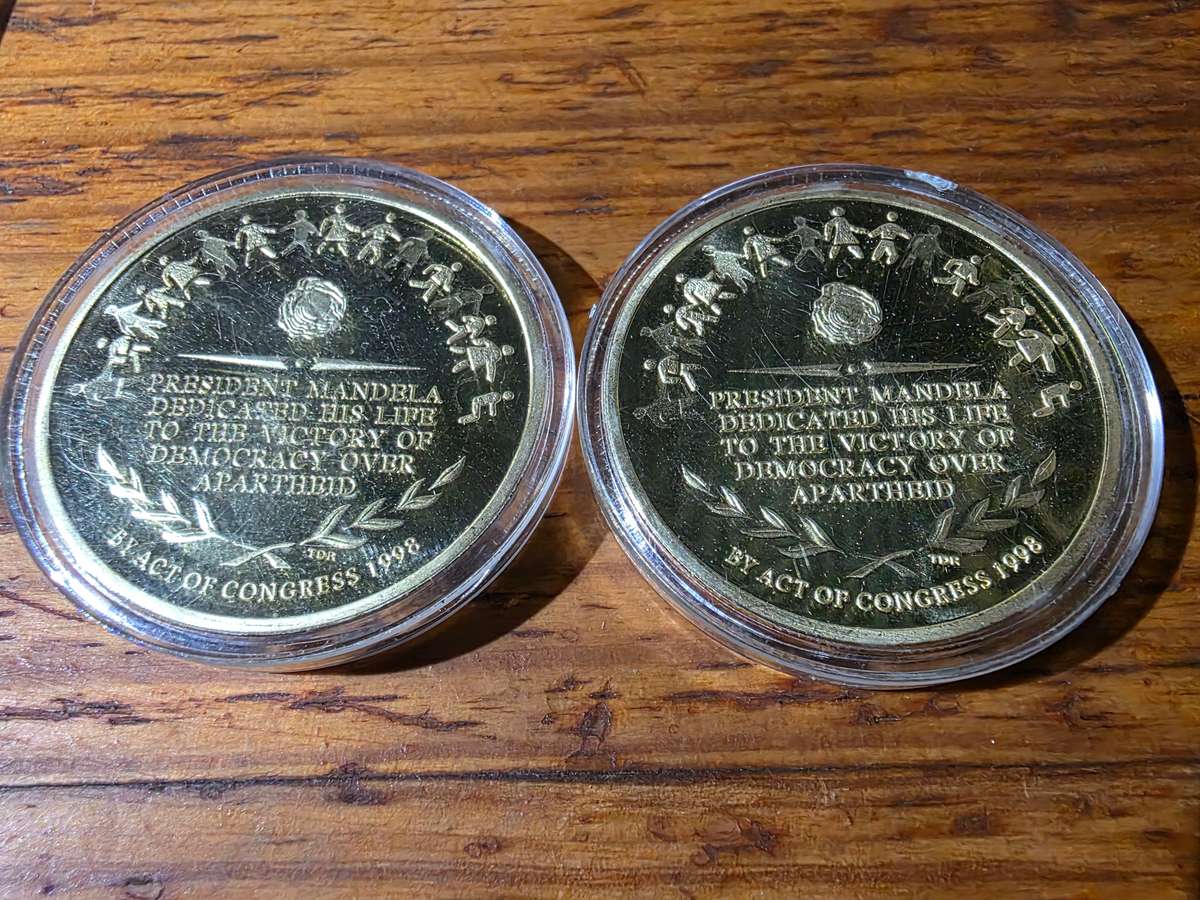 PRESIDENT MANDELA
DEDICATED HIS LIFE
TO THE VICTORY OF
DEMOCRACY OVER
APARTHEID
TDR
BY ACT OF CONGRESS 1998
PRESIDENT MANDELA
DEDICATED HIS LIFE
TO THE VICTORY OF
DEMOCRACY OVER
APARTHEID
TDR
BY ACT OF CONGRESS 1998